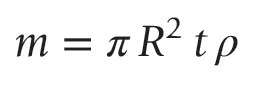 m = π R² t ρ